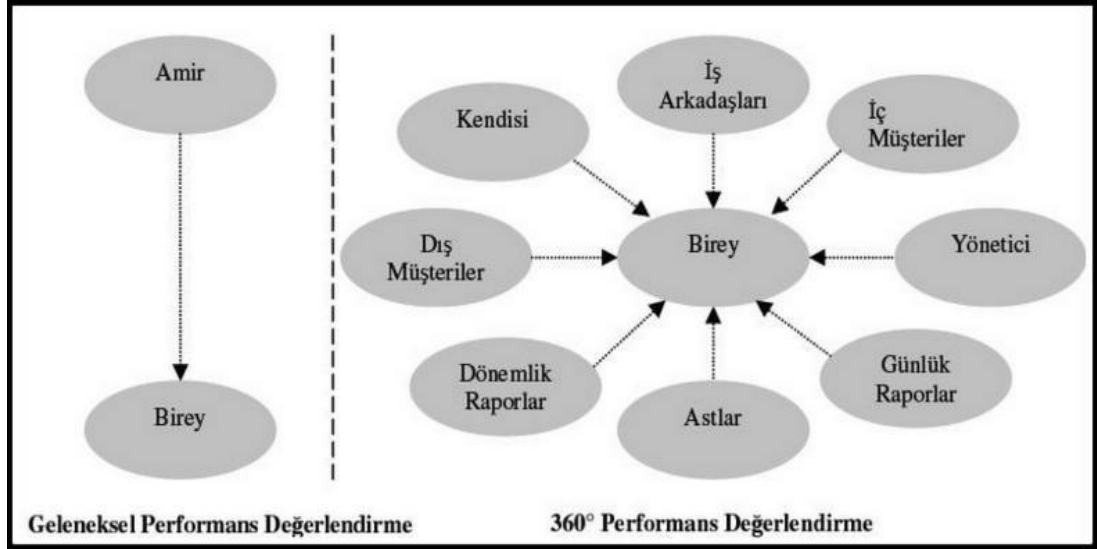 Amir
Birey
Geleneksel Performans Değerlendirme
İş
Arkadaşları
Kendisi
İç
Müşteriler
Dış
Müşteriler
Birey
Yönetici
Dönemlik
Raporlar
Astlar
Günlük
Raporlar
360° Performans Değerlendirme